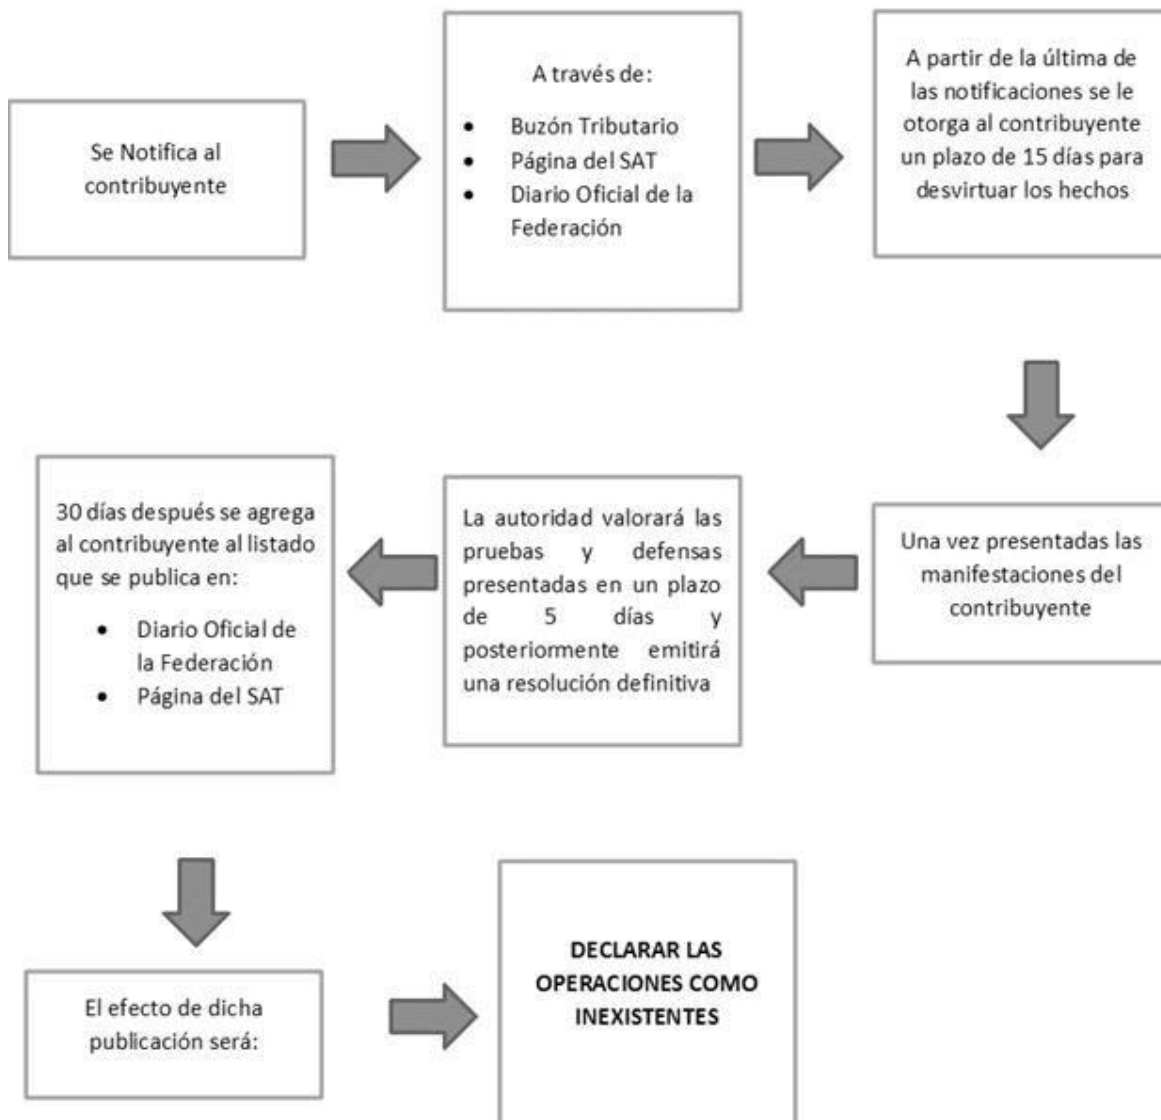 Se Notifica al
contribuyente
A través de:
• Buzón Tributario
• Página del SAT
• Diario Oficial de la
Federación
A partir de la última de
las notificaciones se le
otorga al contribuyente
un plazo de 15 días para
desvirtuar los hechos
Una vez presentadas las
manifestaciones del
contribuyente
La autoridad valorará las
pruebas y defensas
presentadas en un plazo
de 5 días y
posteriormente emitirá
una resolución definitiva
30 días después se agrega
al contribuyente al listado
que se publica en:
• Diario Oficial de
la Federación
• Página del SAT
El efecto de dicha
publicación será:
DECLARAR LAS
OPERACIONES COMO
INEXISTENTES